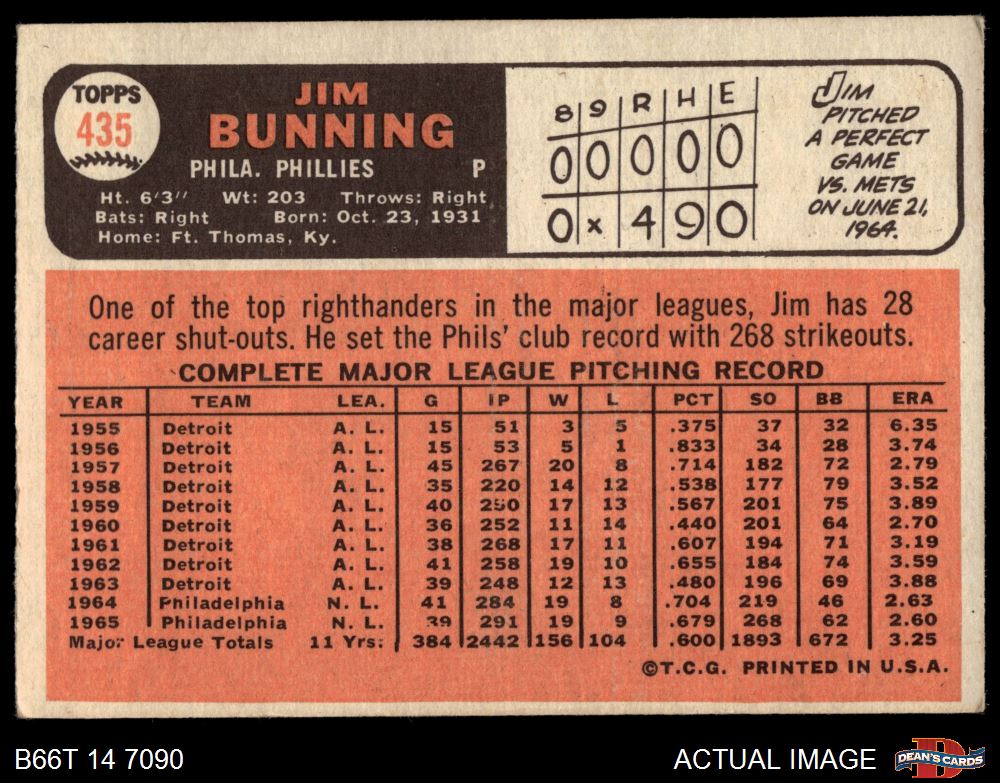 TOPPS
435
JIM
BUNNING
PHILA. PHILLIES P
Ht. 6'3" Wt: 203 Throws: Right
Bats: Right Born: Oct. 23, 1931
Home: Ft. Thomas, Ky.
8 9 R H E
0 0 0 0 0
0 x 4 9 0
JIM
PITCHED
A PERFECT
GAME
VS. METS
ON JUNE 21,
1964.
One of the top righthanders in the major leagues, Jim has 28
career shut-outs. He set the Phils' club record with 268 strikeouts.
COMPLETE MAJOR LEAGUE PITCHING RECORD
YEAR TEAM LEA. G IP W L PCT SO BB ERA
1955 Detroit A. L. 15 51 3 5 .375 37 32 6.35
1956 Detroit A. L. 15 53 5 1 .833 34 28 3.74
1957 Detroit A. L. 45 267 20 8 .714 182 72 2.79
1958 Detroit A. L. 35 220 14 12 .538 177 79 3.52
1959 Detroit A. L. 40 250 17 13 .567 201 75 3.89
1960 Detroit A. L. 36 252 11 14 .440 201 64 2.70
1961 Detroit A. L. 38 268 17 11 .607 194 71 3.19
1962 Detroit A. L. 41 258 19 10 .655 184 74 3.59
1963 Detroit A. L. 39 248 12 13 .480 196 69 3.88
1964 Philadelphia N. L. 41 284 19 8 .704 219 46 2.63
1965 Philadelphia N. L. 39 291 19 9 .679 268 62 2.60
Major League Totals 11 Yrs. 384 2442 156 104 .600 1893 672 3.25
©T.C.G. PRINTED IN U.S.A.
B66T 14 7090 ACTUAL IMAGE DEAN'S CARDS